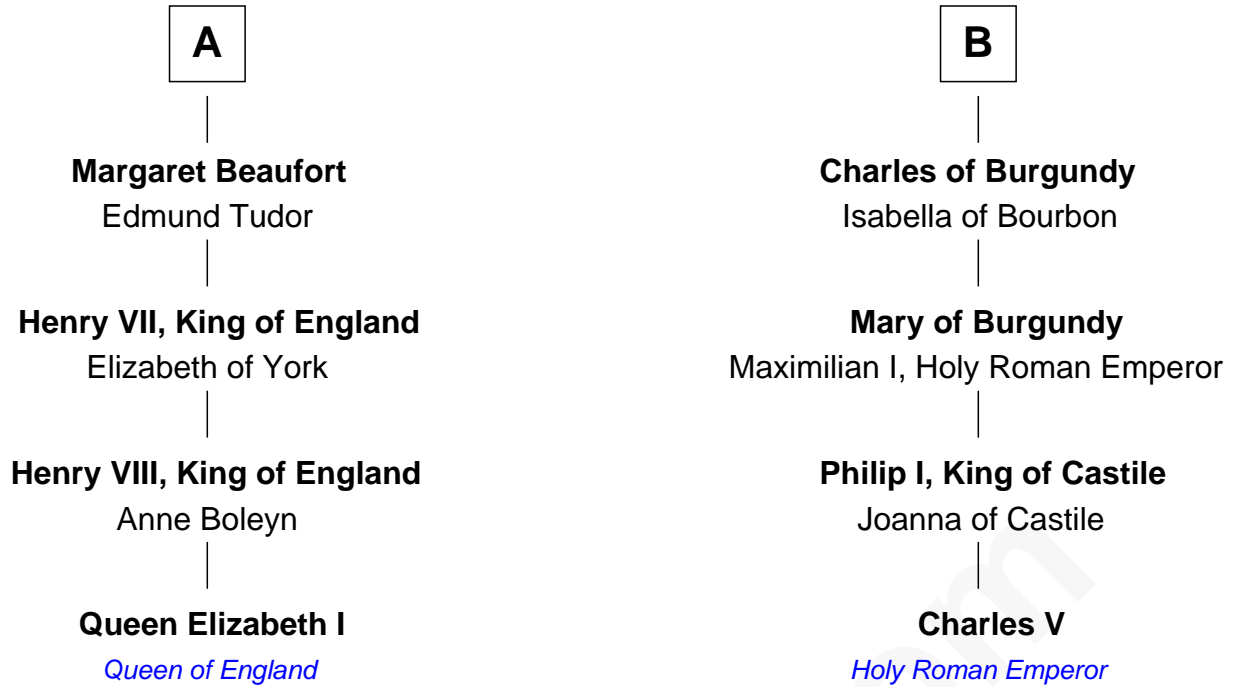 A
Margaret Beaufort
Edmund Tudor
Henry VII, King of England
Elizabeth of York
Henry VIII, King of England
Anne Boleyn
Queen Elizabeth I
Queen of England
B
Charles of Burgundy
Isabella of Bourbon
Mary of Burgundy
Maximilian I, Holy Roman Emperor
Philip I, King of Castile
Joanna of Castile
Charles V
Holy Roman Emperor